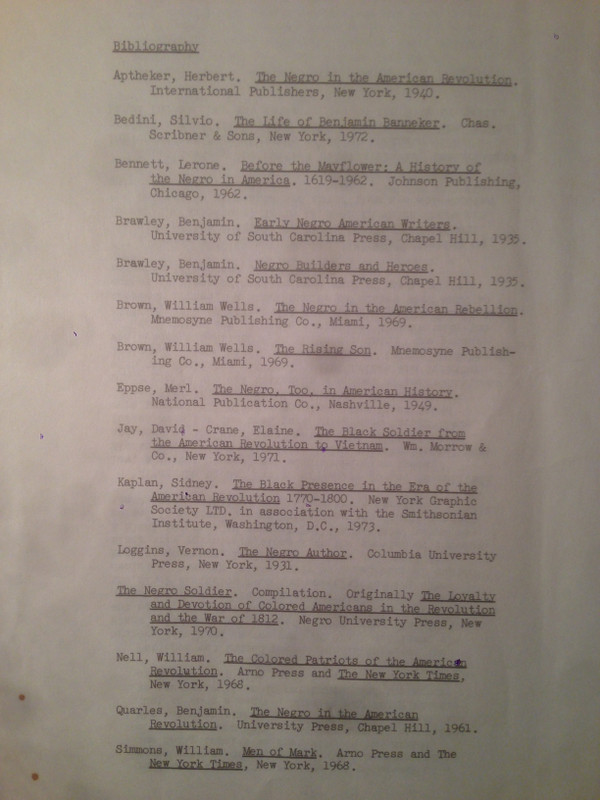 Bibliography
Aptheker, Herbert. The Negro in the American Revolution.
International Publishers, New York, 1940.
Bedini, Silvio. The Life of Benjamin Banneker. Chas.
Scribner & Sons, New York, 1972.
Bennett, Lerone. Before the Mayflower: A History of
the Negro in America. 1619-1962. Johnson Publishing,
Chicago, 1962.
Brawley, Benjamin. Early Negro American Writers.
University of South Carolina Press, Chapel Hill, 1935.
Brawley, Benjamin. Negro Builders and Heroes.
University of South Carolina Press, Chapel Hill, 1935.
Brown, William Wells. The Negro in the American Rebellion.
Mnemosyne Publishing Co., Miami, 1969.
Brown, William Wells. The Rising Son. Mnemosyne Publish-
ing Co., Miami, 1969.
Eppse, Merl. The Negro, Too, in American History.
National Publication Co., Nashville, 1949.
Jay, David - Crane, Elaine. The Black Soldier from
the American Revolution to Vietnam. Wm. Morrow &
Co., New York, 1971.
Kaplan, Sidney. The Black Presence in the Era of the
American Revolution 1770-1800. New York Graphic
Society LTD. in association with the Smithsonian
Institute, Washington, D.C., 1973.
Loggins, Vernon. The Negro Author. Columbia University
Press, New York, 1931.
The Negro Soldier. Compilation. Originally The Loyalty
and Devotion of Colored Americans in the Revolution
and the War of 1812. Negro University Press, New
York, 1970.
Nell, William. The Colored Patriots of the American
Revolution. Arno Press and The New York Times,
New York, 1968.
Quarles, Benjamin. The Negro in the American
Revolution. University Press, Chapel Hill, 1961.
Simmons, William. Men of Mark. Arno Press and The
New York Times, New York, 1968.